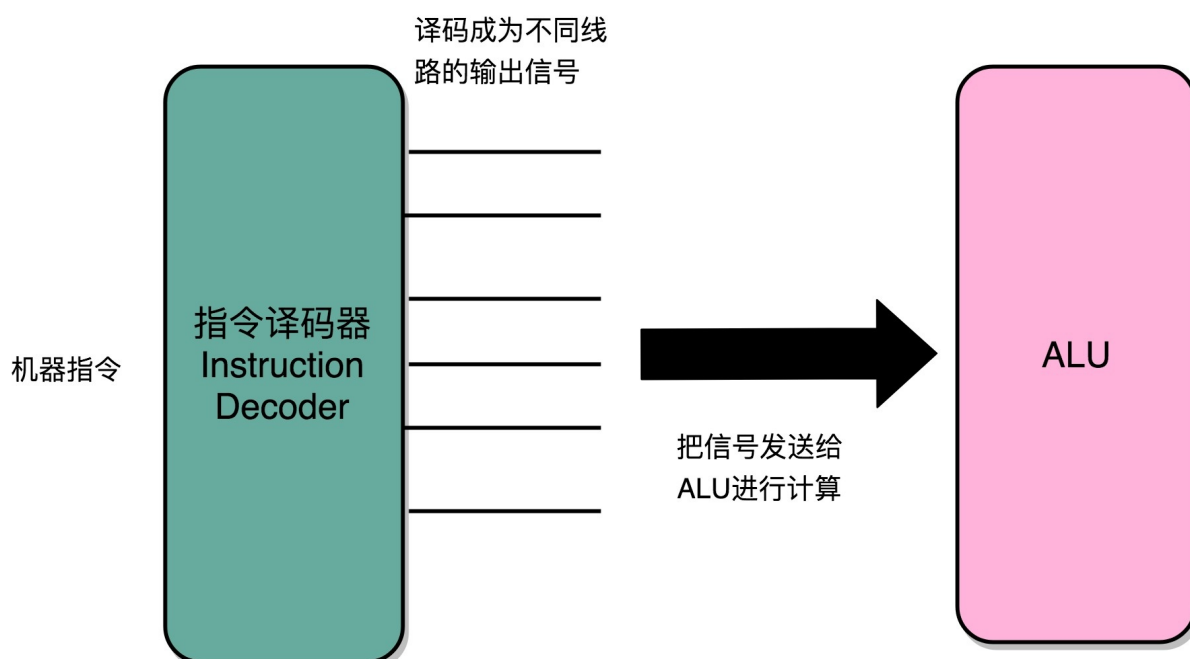 译码成为不同线
路的输出信号
机器指令
指令译码器
Instruction
Decoder
把信号发送给
ALU进行计算
ALU